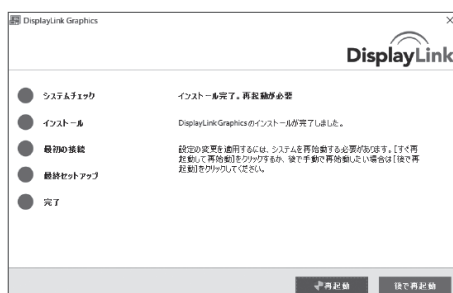 DisplayLink Graphics
DisplayLink
システムチェック
インストール
最初の接続
最終セットアップ
完了
インストール完了。再起動が必要
DisplayLink Graphicsのインストールが完了しました。
設定の変更を適用するには、システムを再始動する必要があります。[すぐ再
起動して再始動]をクリックするか、後で手動で再始動したい場合は[後で再
起動]をクリックしてください。
再起動
後で再起動